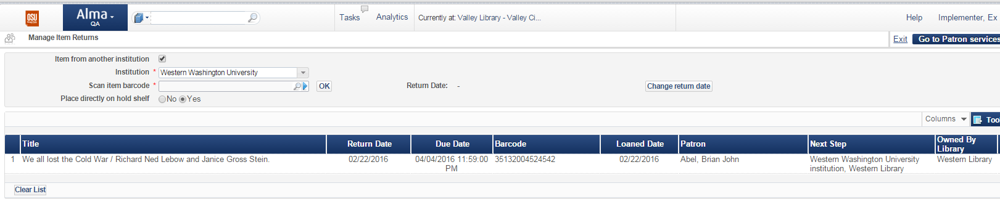 OSU
Alma
QA
Tasks
Analytics
Currently at: Valley Library - Valley Ci...
Help
Implementer, Ex
Manage Item Returns
Exit
Go to Patron services
Item from another institution
Institution * Western Washington University
Scan item barcode *
OK
Return Date: -
Change return date
Place directly on hold shelf
No Yes
Columns
Too
Title Return Date Due Date Barcode Loaned Date Patron Next Step Owned By Library
1 We all lost the Cold War / Richard Ned Lebow and Janice Gross Stein. 02/22/2016 04/04/2016 11:59:00 PM 35132004524542 02/22/2016 Abel, Brian John Western Washington University institution, Western Library Western Library
Clear List